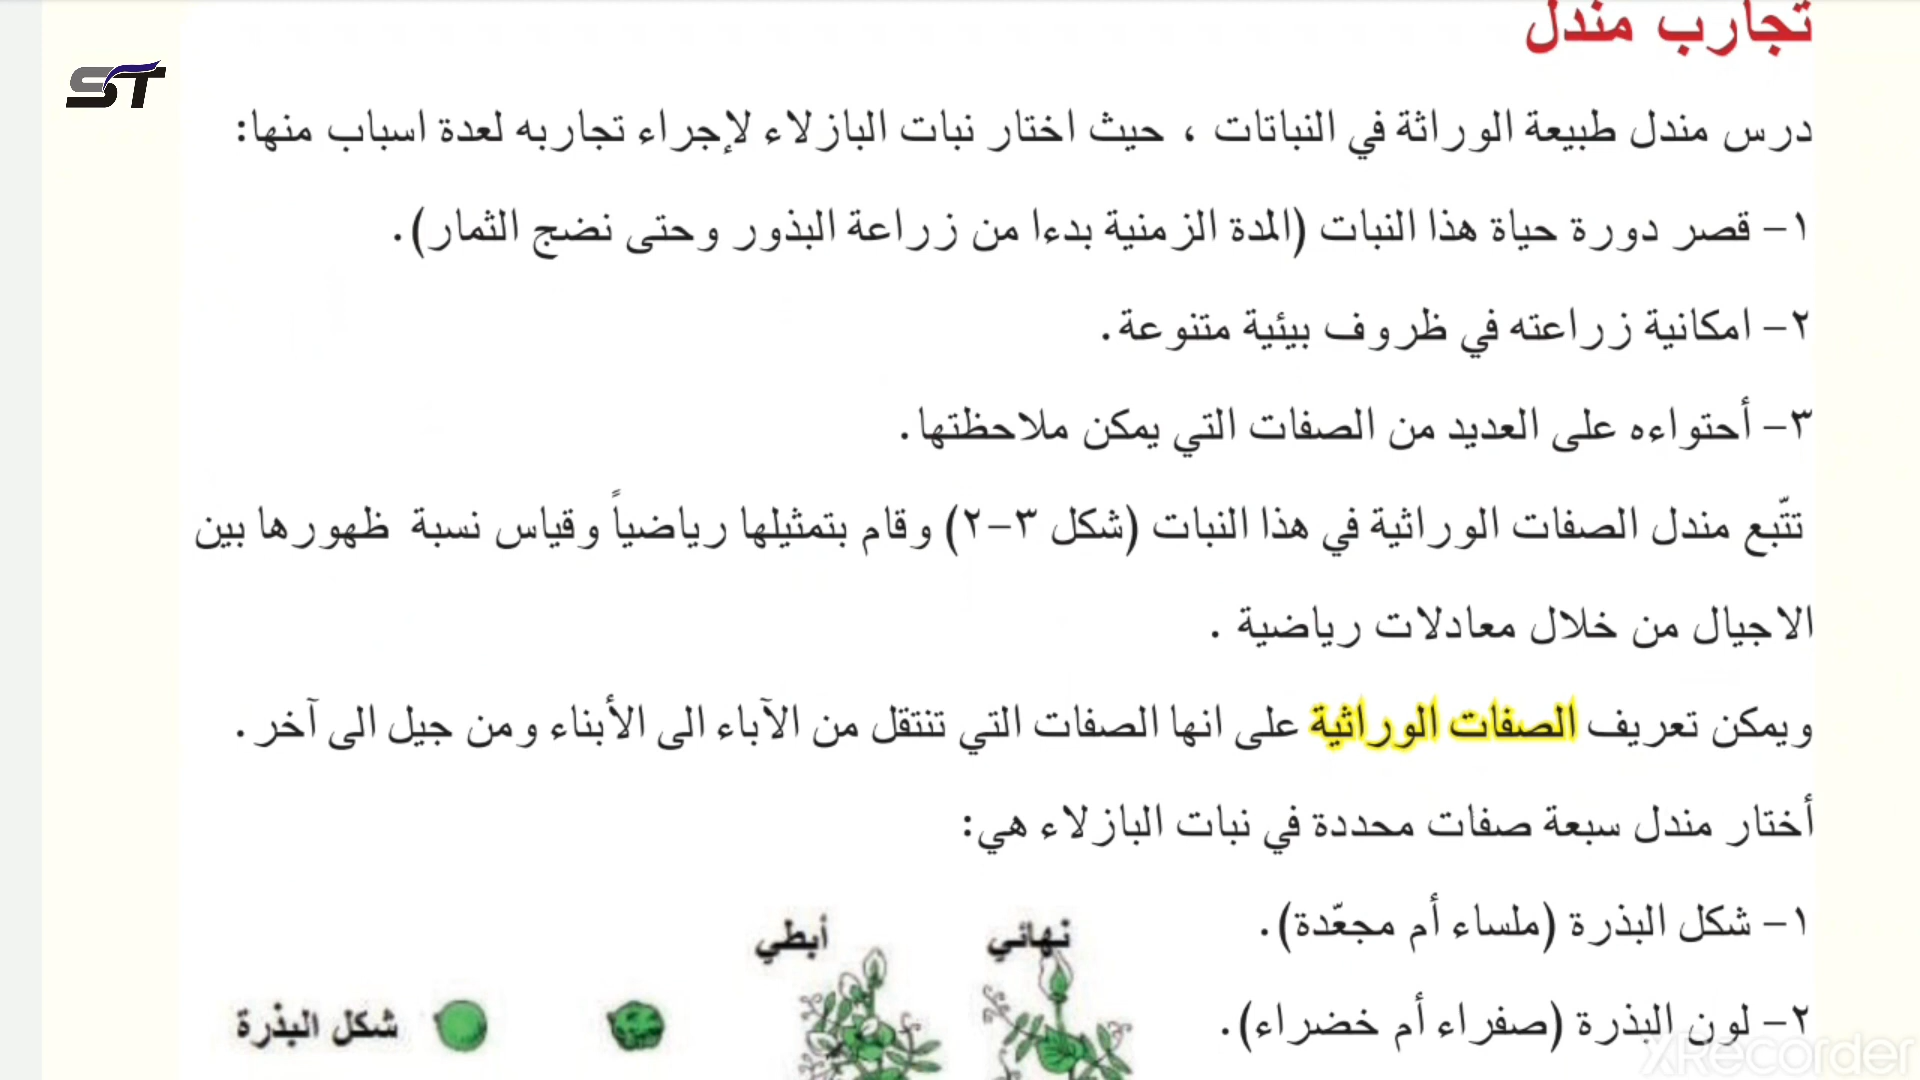 تجارب مندل
ST
درس مندل طبيعة الوراثة في النباتات ، حيث اختار نبات البازلاء لإجراء تجاربه لعدة اسباب منها:
١- قصر دورة حياة هذا النبات (المدة الزمنية بدءا من زراعة البذور وحتى نضج الثمار).
٢- امكانية زراعته في ظروف بيئية متنوعة.
٣- أحتواءه على العديد من الصفات التي يمكن ملاحظتها.
تتّبع مندل الصفات الوراثية في هذا النبات (شكل ٣-٢) وقام بتمثيلها رياضياً وقياس نسبة ظهورها بين
الاجيال من خلال معادلات رياضية .
ويمكن تعريف الصفات الوراثية على انها الصفات التي تنتقل من الآباء الى الأبناء ومن جيل الى آخر.
أختار مندل سبعة صفات محددة في نبات البازلاء هي:
١- شكل البذرة (ملساء أم مجعّدة).
نهائي
أبطي
٢- لون البذرة (صفراء أم خضراء).
شكل البذرة
XRecorder